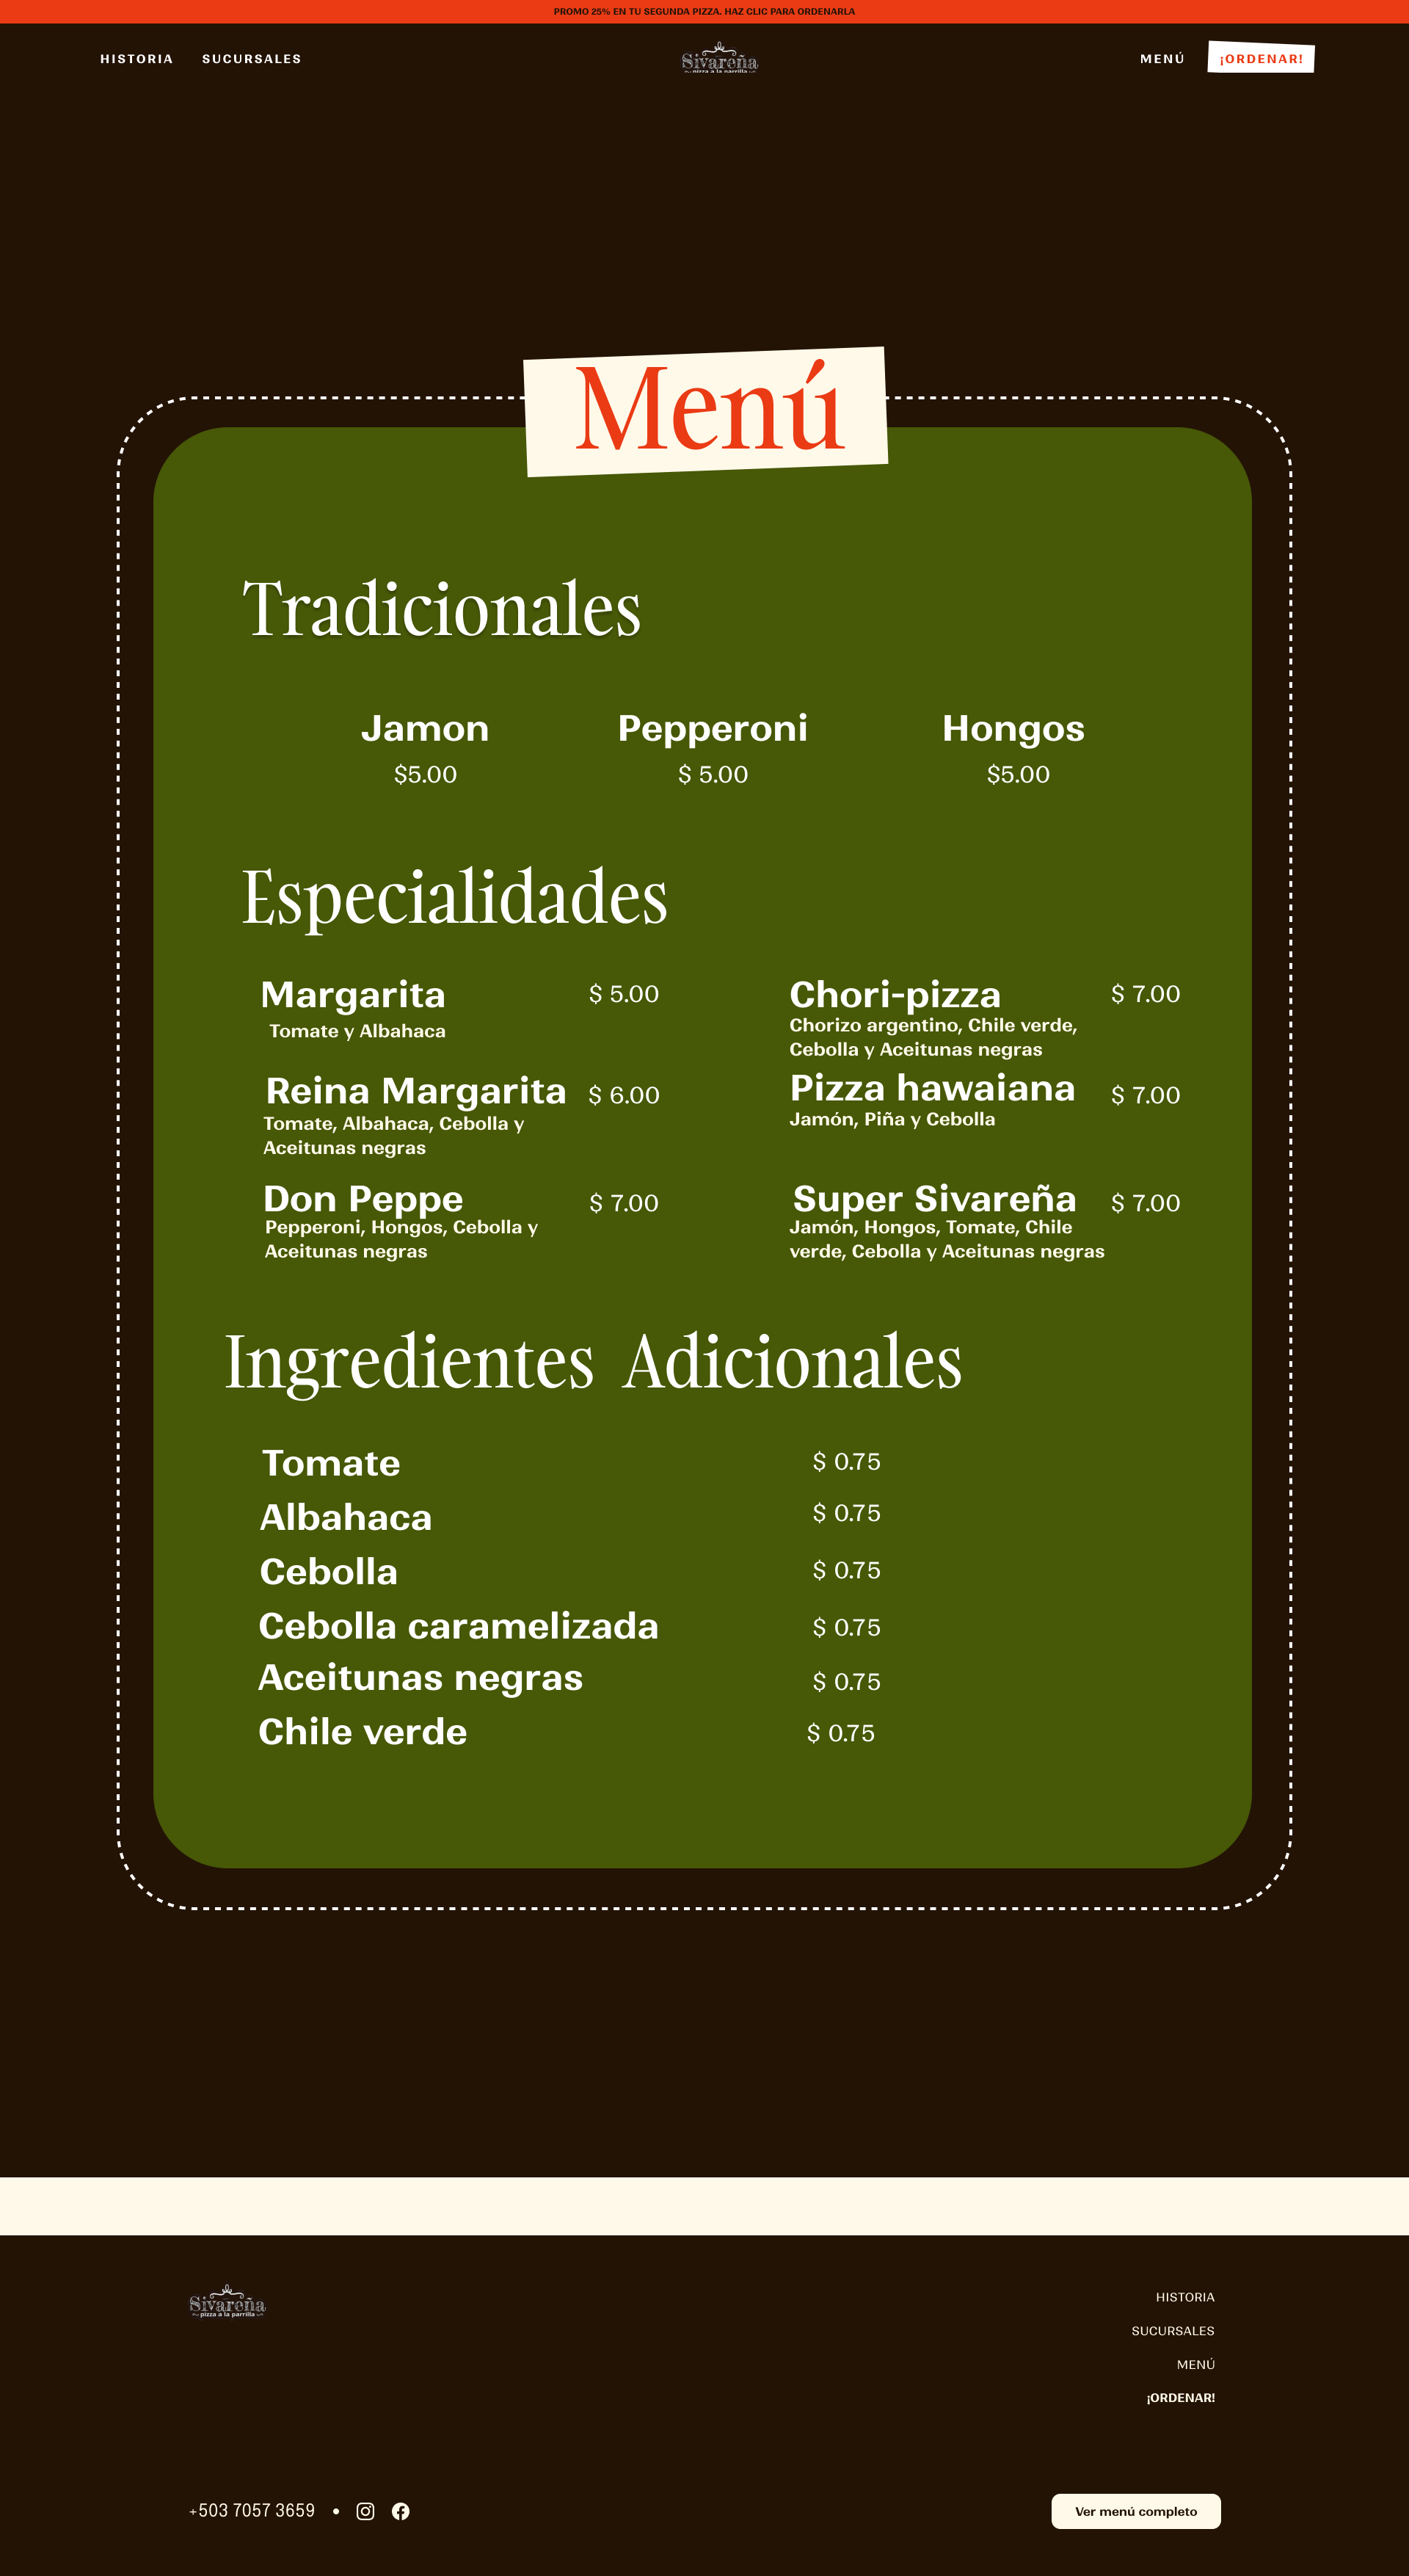 PROMO 25% EN TU SEGUNDA PIZZA. HAZ CLIC PARA ORDENARLA
HISTORIA
SUCURSALES
Sivareña
pizza a la parrilla
MENÚ
¡ORDENAR!
Menú
Tradicionales
Jamon
Pepperoni
Hongos
$5.00
$ 5.00
$5.00
Especialidades
Margarita
$ 5.00
Tomate y Albahaca
Chori-pizza
$ 7.00
Chorizo argentino, Chile verde,
Cebolla y Aceitunas negras
Reina Margarita
$ 6.00
Tomate, Albahaca, Cebolla y
Aceitunas negras
Pizza hawaiana
$ 7.00
Jamón, Piña y Cebolla
Don Peppe
$ 7.00
Pepperoni, Hongos, Cebolla y
Aceitunas negras
Super Sivareña
$ 7.00
Jamón, Hongos, Tomate, Chile
verde, Cebolla y Aceitunas negras
Ingredientes Adicionales
Tomate
$ 0.75
Albahaca
$ 0.75
Cebolla
$ 0.75
Cebolla caramelizada
$ 0.75
Aceitunas negras
$ 0.75
Chile verde
$ 0.75
Sivareña
pizza a la parrilla
HISTORIA
SUCURSALES
MENÚ
¡ORDENAR!
+503 7057 3659
Ver menú completo